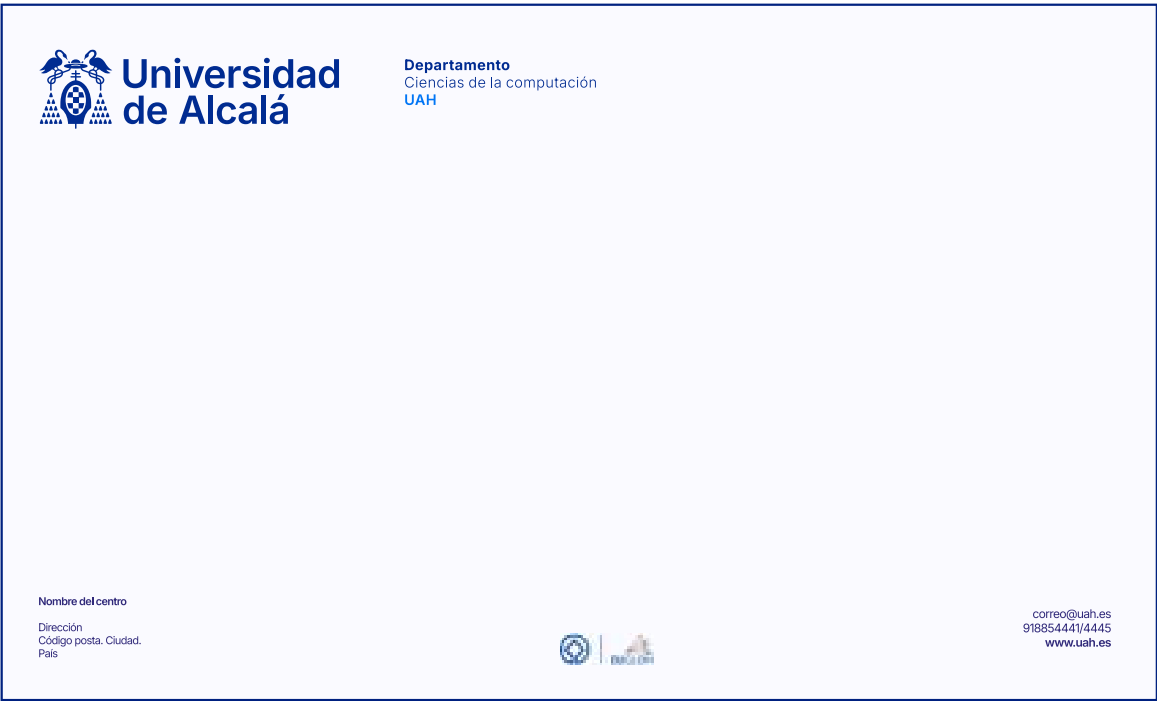 Universidad
de Alcalá
Departamento
Ciencias de la computación
UAH
Nombre del centro
Dirección
Código posta. Ciudad.
País
correo@uah.es
918854441/4445
www.uah.es